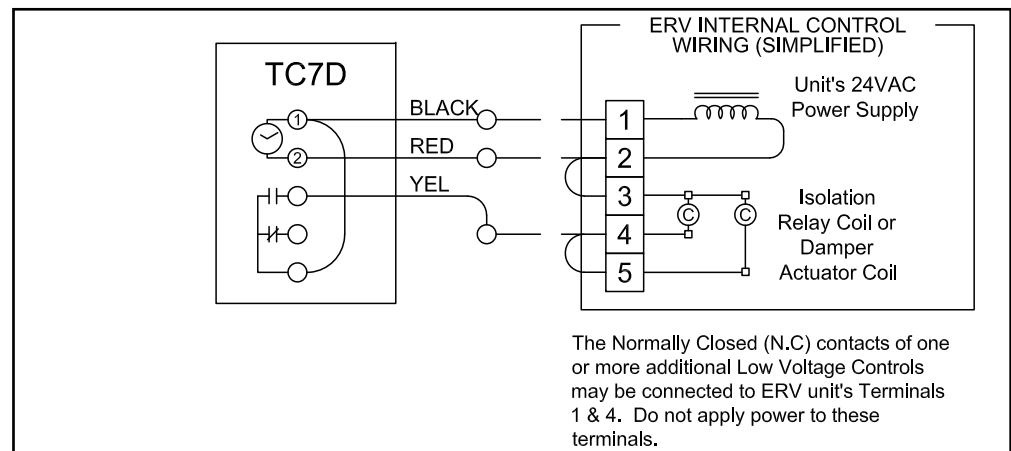 ERV INTERNAL CONTROL
WIRING (SIMPLIFIED)
TC7D
Unit's 24VAC
Power Supply
BLACK
1
1
RED
2
2
YEL
3
Isolation
Relay Coil or
Damper
Actuator Coil
C
C
4
5
The Normally Closed (N.C) contacts of one
or more additional Low Voltage Controls
may be connected to ERV unit's Terminals
1 & 4. Do not apply power to these
terminals.